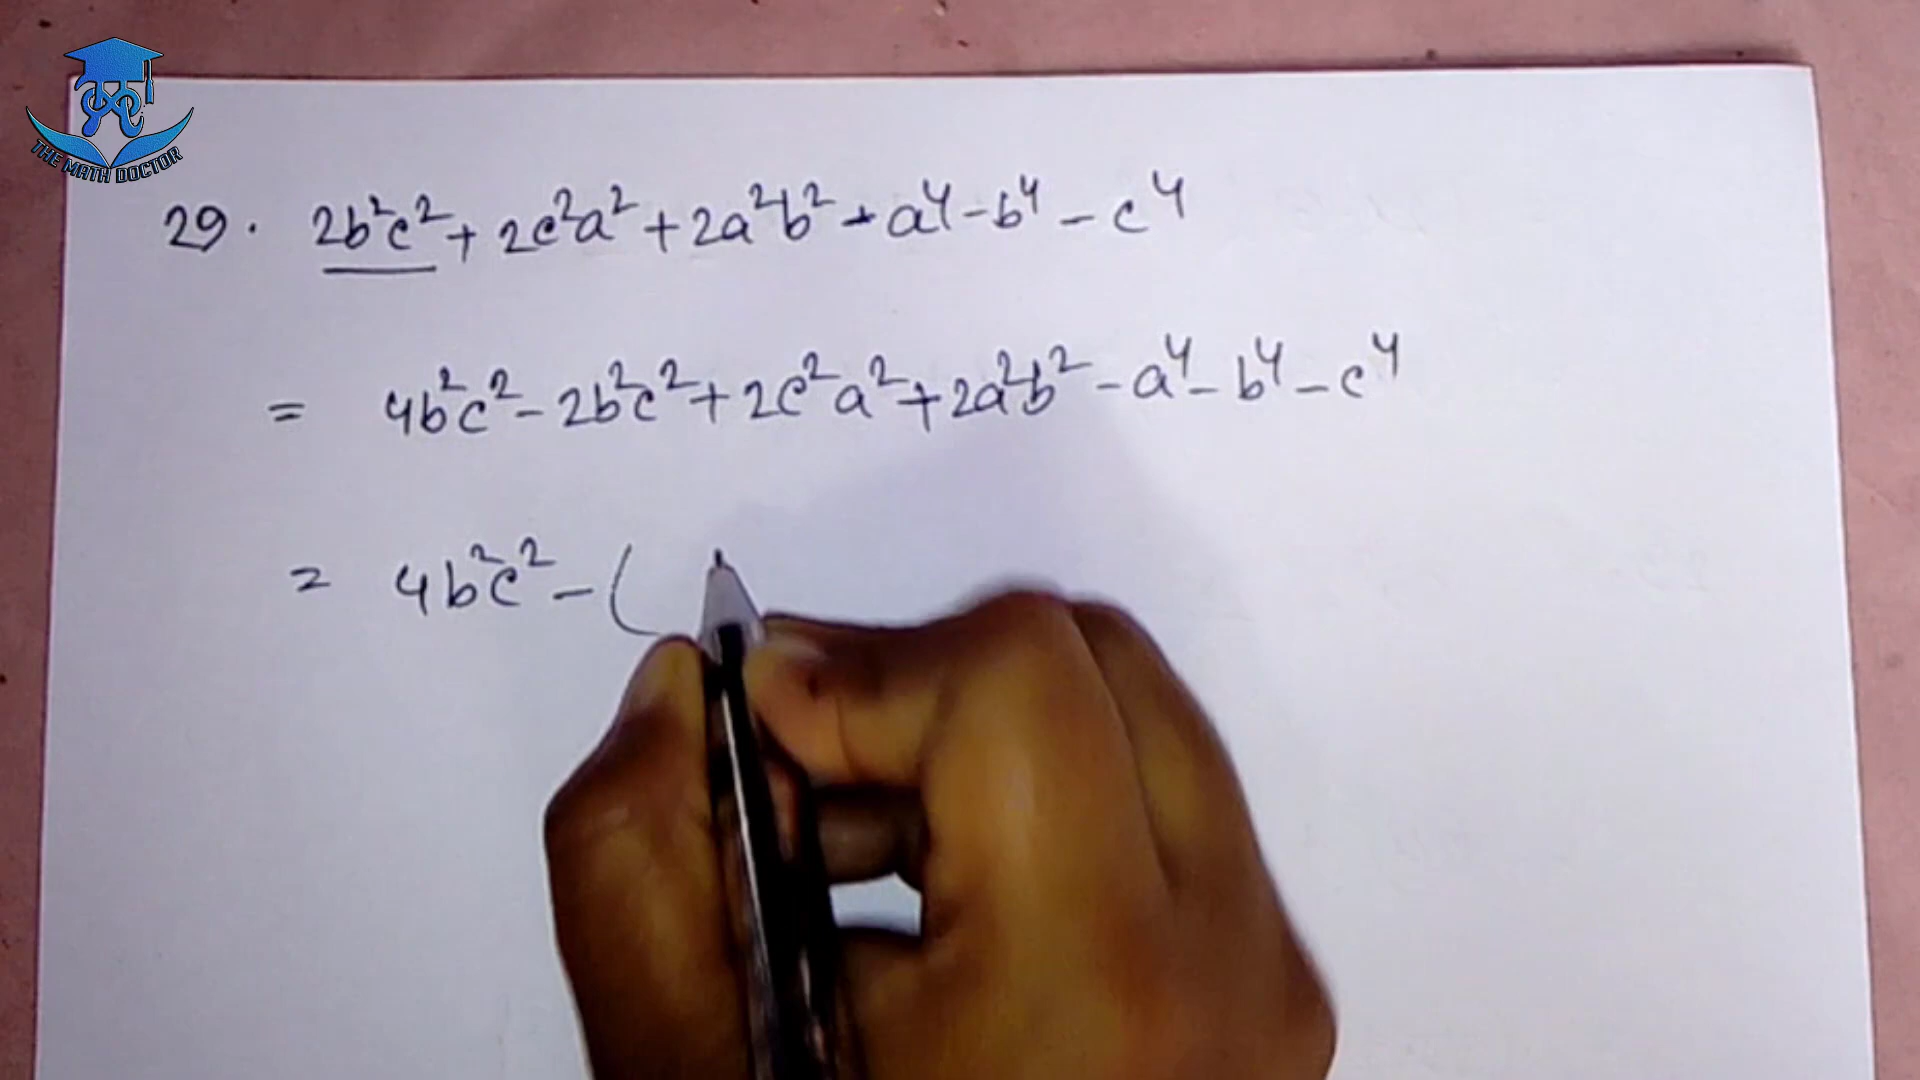 THE MATH DOCTOR
29. 2b²c² + 2c²a² + 2a²b² - a⁴ - b⁴ - c⁴
= 4b²c² - 2b²c² + 2c²a² + 2a²b² - a⁴ - b⁴ - c⁴
= 4b²c² - (